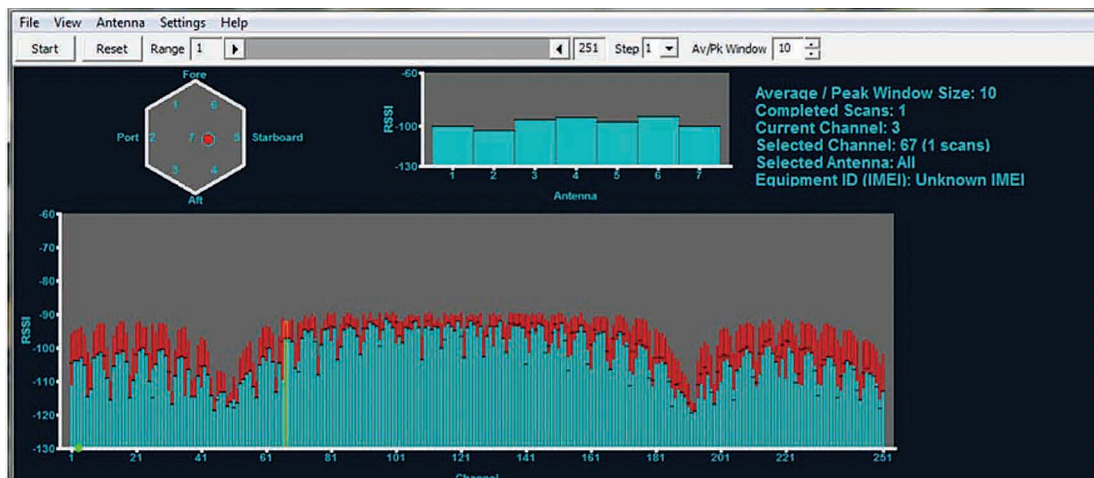 File View Antenna Settings Help
Start Reset Range 1 251 Step 1 Av/Pk Window 10
Fore
1 6
Port 2 7 5 Starboard
3 4
Aft
-60
-100
-130
RSSI
1 2 3 4 5 6 7
Antenna
Average / Peak Window Size: 10
Completed Scans: 1
Current Channel: 3
Selected Channel: 67 (1 scans)
Selected Antenna: All
Equipment ID (IMEI): Unknown IMEI
-60
-70
-80
-90
-100
-110
-120
-130
RSSI
1 21 41 61 81 101 121 141 161 181 201 221 251
Channel